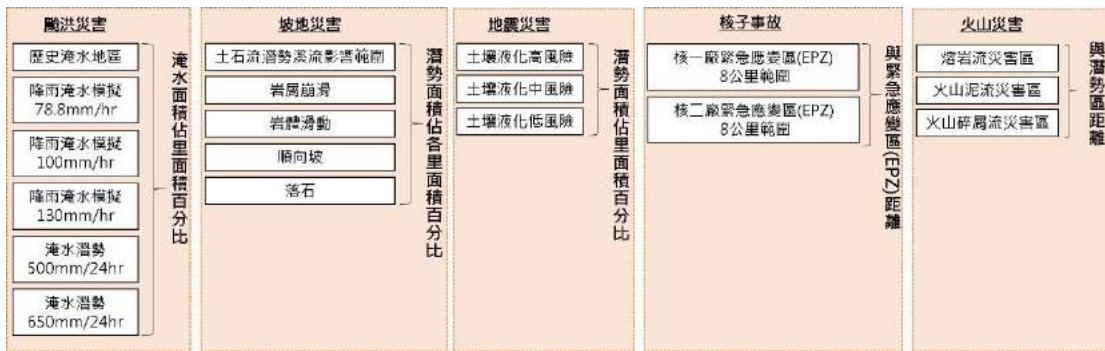 颱洪災害
歷史淹水地區
降雨淹水模擬
78.8mm/hr
降雨淹水模擬
100mm/hr
降雨淹水模擬
130mm/hr
淹水潛勢
500mm/24hr
淹水潛勢
650mm/24hr
淹水面積佔里面積百分比
坡地災害
土石流潛勢溪流影響範圍
岩屑崩滑
岩體滑動
順向坡
落石
潛勢面積佔各里面積百分比
地震災害
土壤液化高風險
土壤液化中風險
土壤液化低風險
潛勢面積佔里面積百分比
核子事故
核一廠緊急應變區(EPZ)
8公里範圍
核二廠緊急應變區(EPZ)
8公里範圍
與緊急應變區(EPZ)距離
火山災害
熔岩流災害區
火山泥流災害區
火山碎屑流災害區
與潛勢區距離